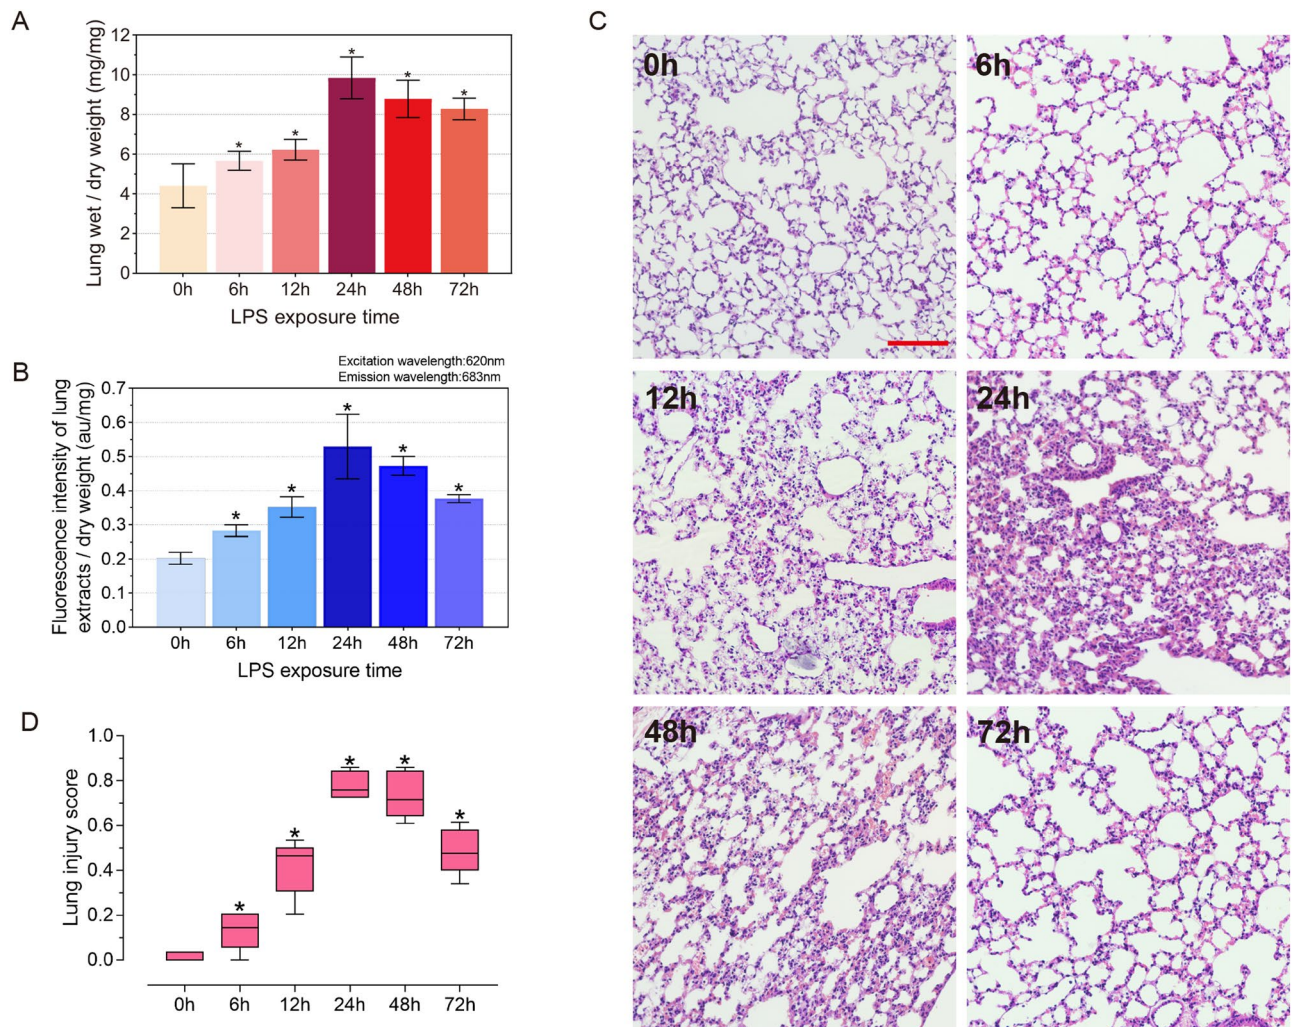 A
Lung wet / dry weight (mg/mg)
12
10
8
6
4
2
0
*
*
*
*
*
0h 6h 12h 24h 48h 72h
LPS exposure time
B
Excitation wavelength:620nm
Emission wavelength:683nm
Fluorescence intensity of lung
extracts / dry weight (au/mg)
0.7
0.6
0.5
0.4
0.3
0.2
0.1
0.0
*
*
*
*
*
0h 6h 12h 24h 48h 72h
LPS exposure time
D
Lung injury score
1.0
0.8
0.6
0.4
0.2
0.0
*
*
*
*
*
0h 6h 12h 24h 48h 72h
C
0h
6h
12h
24h
48h
72h